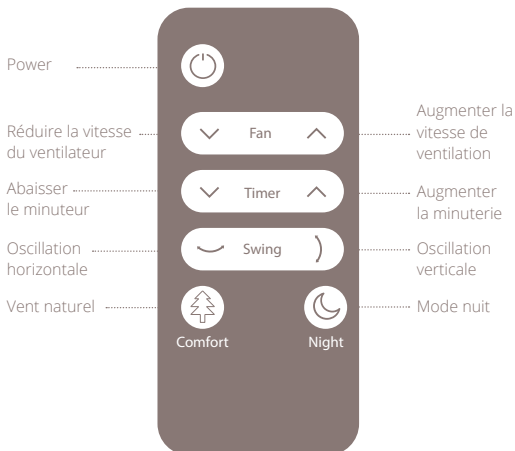 Power
Réduire la vitesse
du ventilateur
Fan
Augmenter la
vitesse de
ventilation
Abaisser
le minuteur
Timer
Augmenter
la minuterie
Oscillation
horizontale
Swing
Oscillation
verticale
Vent naturel
Comfort
Night
Mode nuit